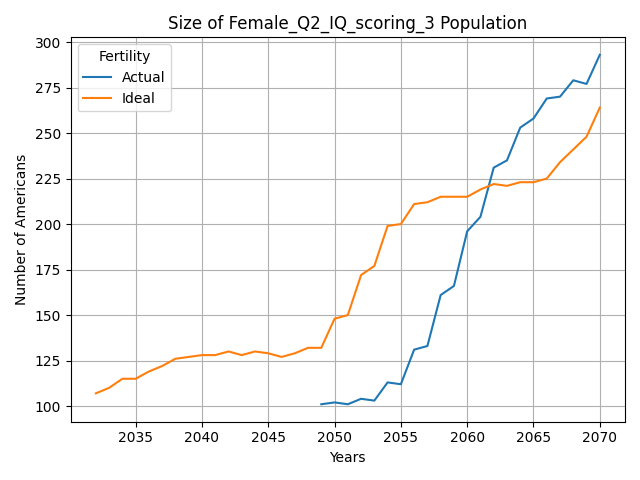 Size of Female_Q2_IQ_scoring_3 Population
Fertility
Actual
Ideal
Number of Americans
300
275
250
225
200
175
150
125
100
2035 2040 2045 2050 2055 2060 2065 2070
Years